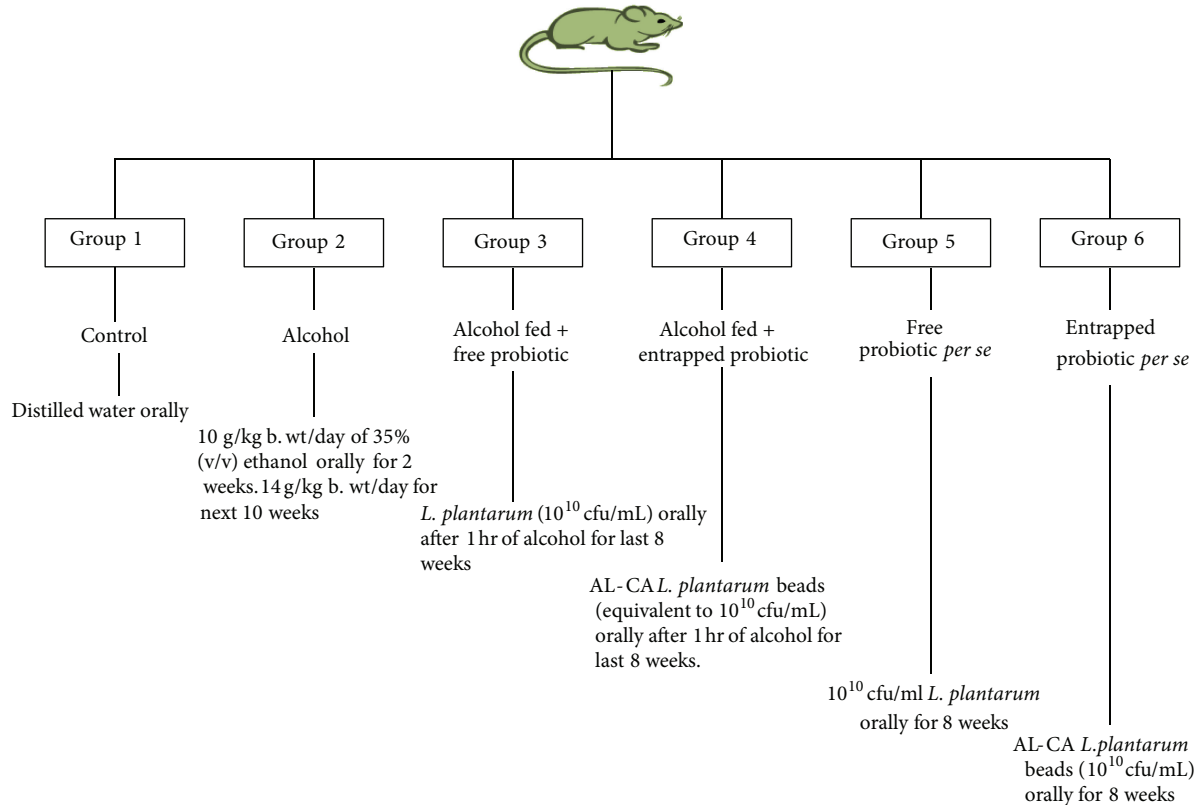 Group 1
Control
Distilled water orally
Group 2
Alcohol
10 g/kg b. wt/day of 35%
(v/v) ethanol orally for 2
weeks. 14 g/kg b. wt/day for
next 10 weeks
Group 3
Alcohol fed +
free probiotic
L. plantarum (10^10 cfu/mL) orally
after 1 hr of alcohol for last 8
weeks
Group 4
Alcohol fed +
entrapped probiotic
AL-CA L. plantarum beads
(equivalent to 10^10 cfu/mL)
orally after 1 hr of alcohol for
last 8 weeks.
Group 5
Free
probiotic per se
10^10 cfu/ml L. plantarum
orally for 8 weeks
Group 6
Entrapped
probiotic per se
AL-CA L.plantarum
beads (10^10 cfu/mL)
orally for 8 weeks